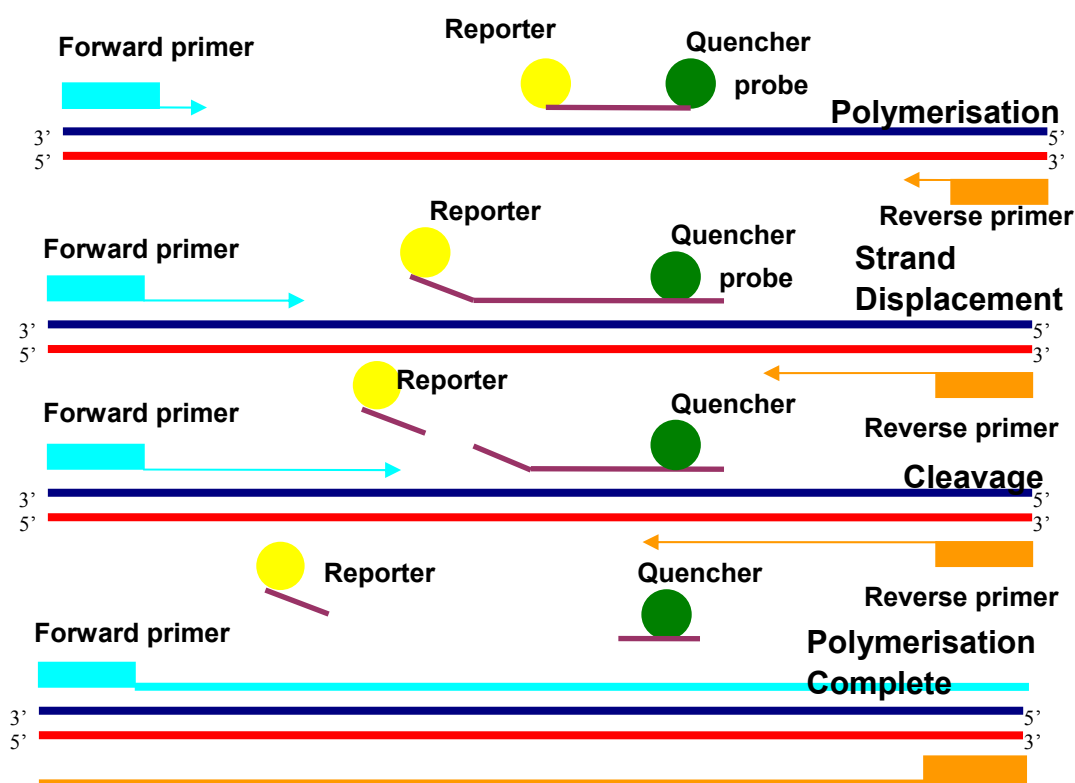 Reporter
Quencher
Forward primer
probe
Polymerisation
3’
5’
5’
3’
Reporter
Reverse primer
Forward primer
Quencher
Strand
probe
Displacement
3’
5’
5’
3’
Reporter
Forward primer
Quencher
Reverse primer
Cleavage
3’
5’
5’
3’
Reporter
Quencher
Reverse primer
Forward primer
Polymerisation
Complete
3’
5’
5’
3’